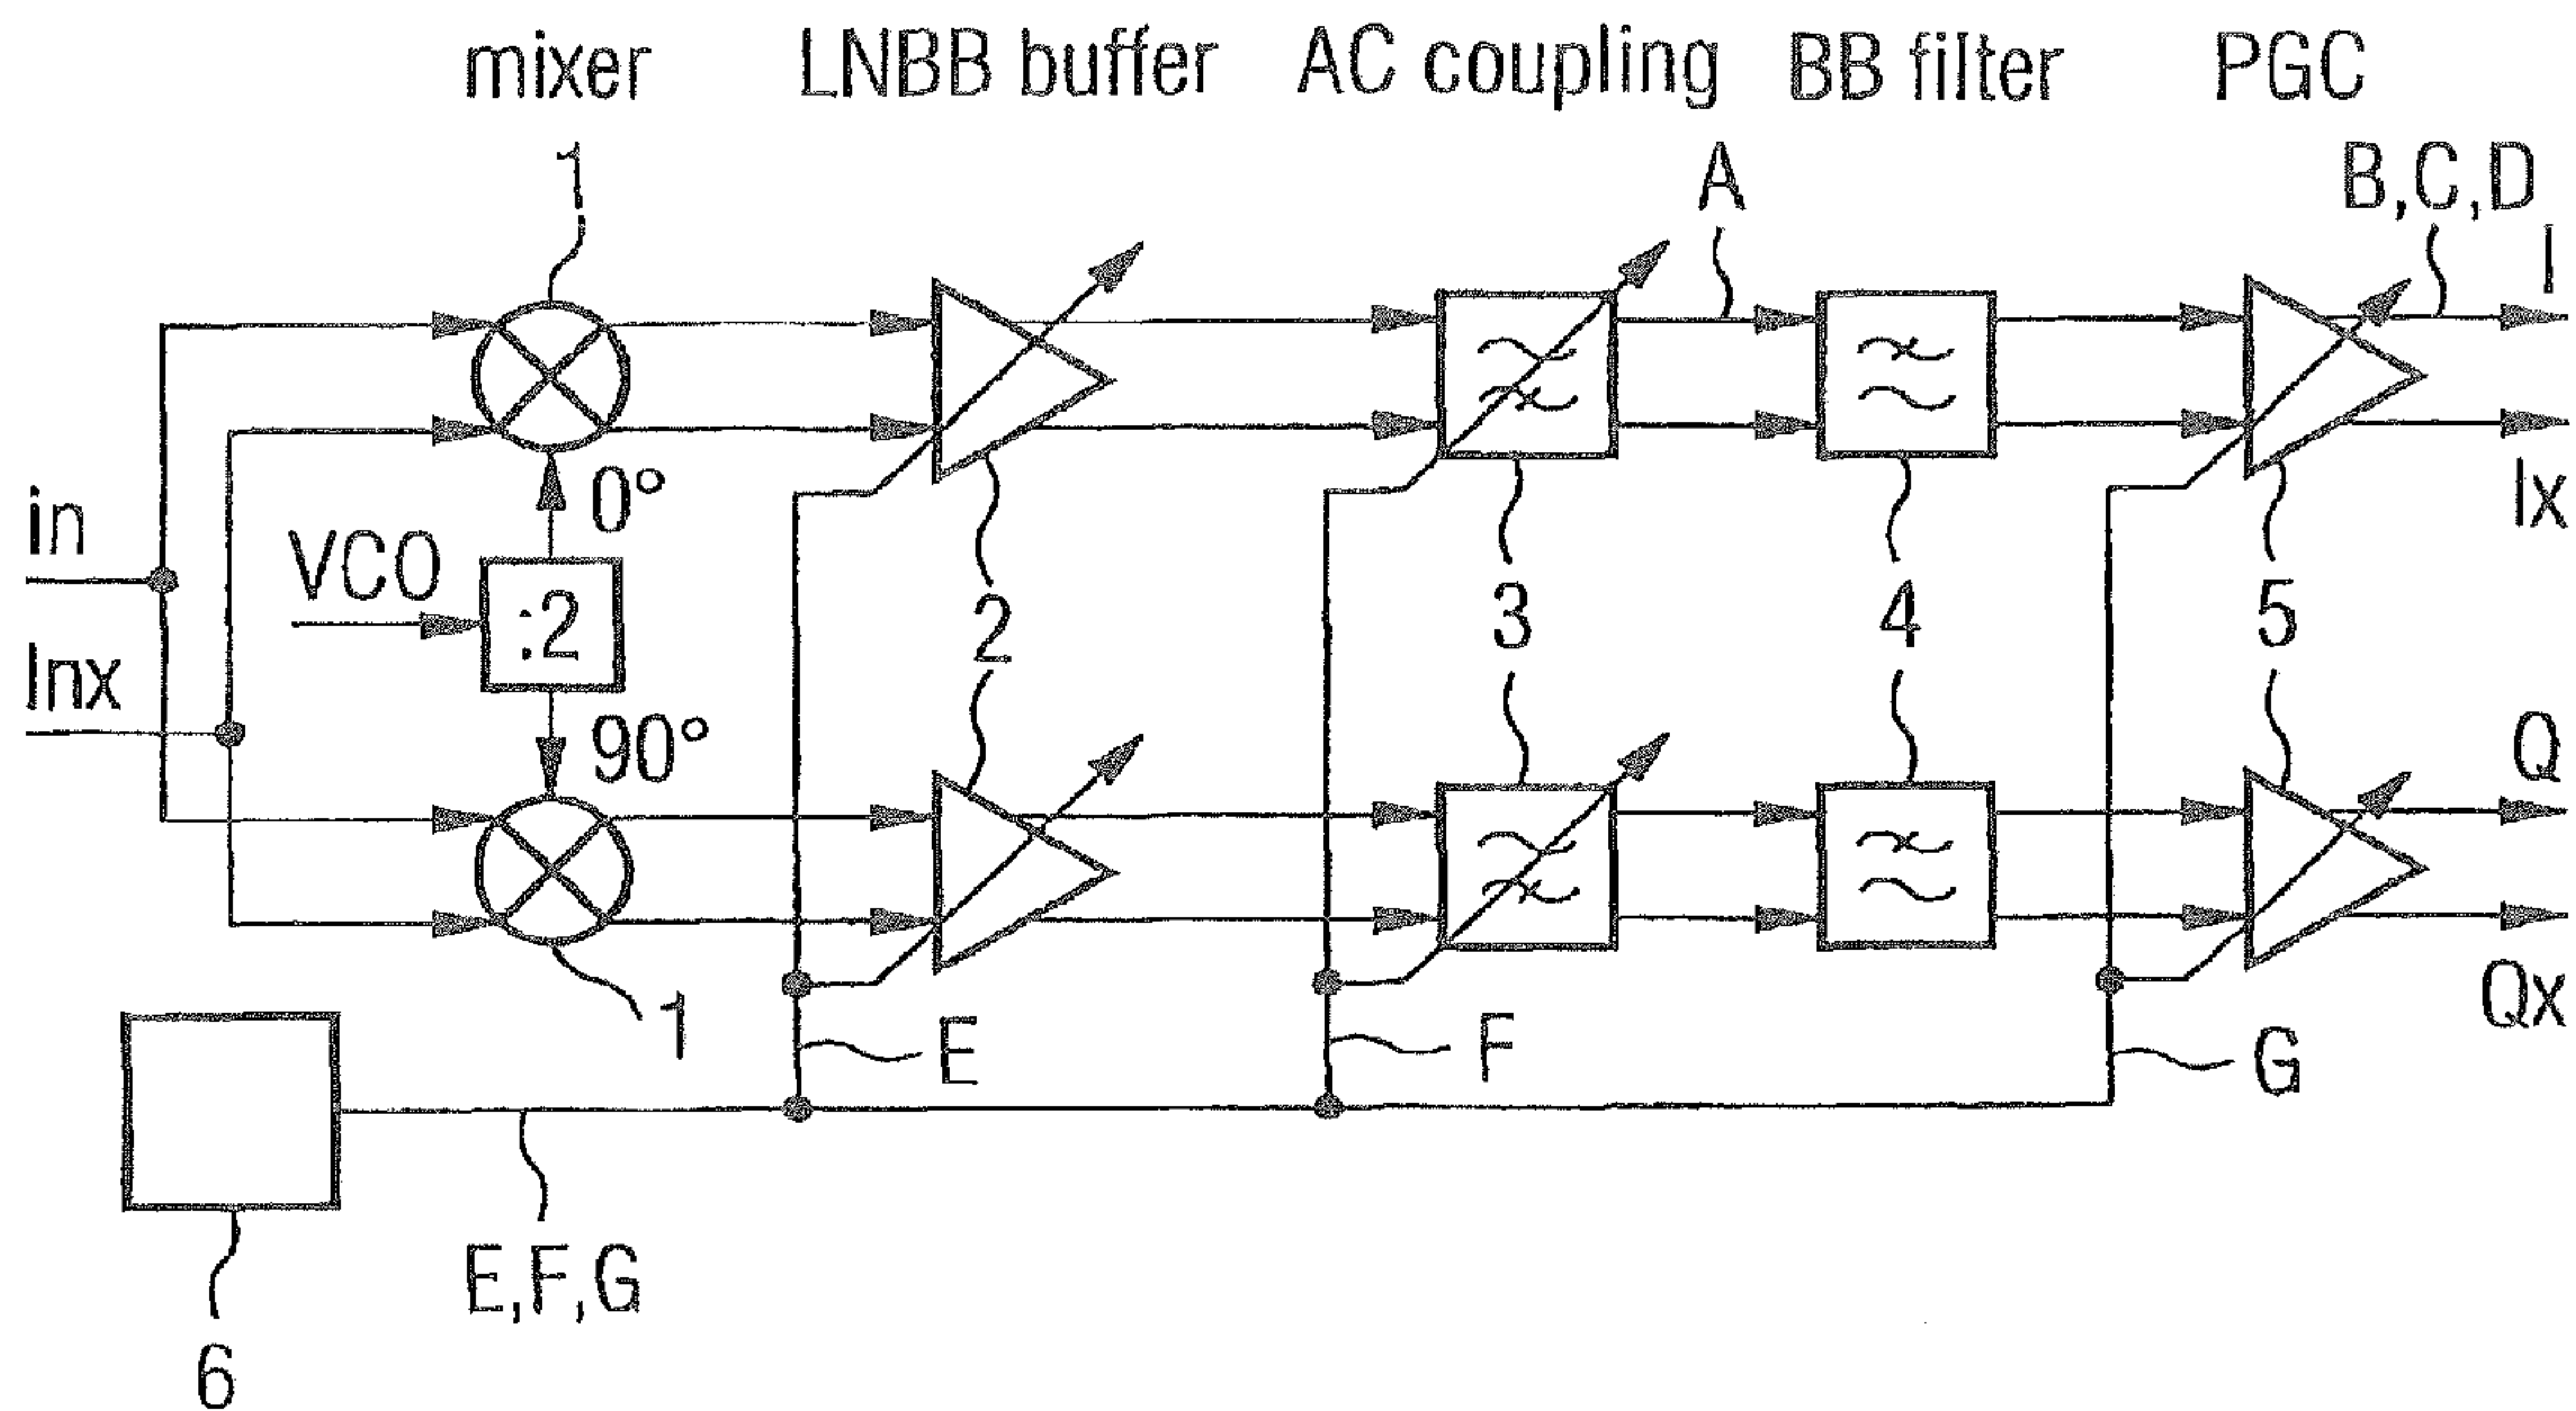 mixer LNBB buffer AC coupling BB filter PGC
1 A B,C,D
I
0°
in Ix
VCO
:2 2 3 4 5
Inx
90° Q
1 E F G Qx
E,F,G
6